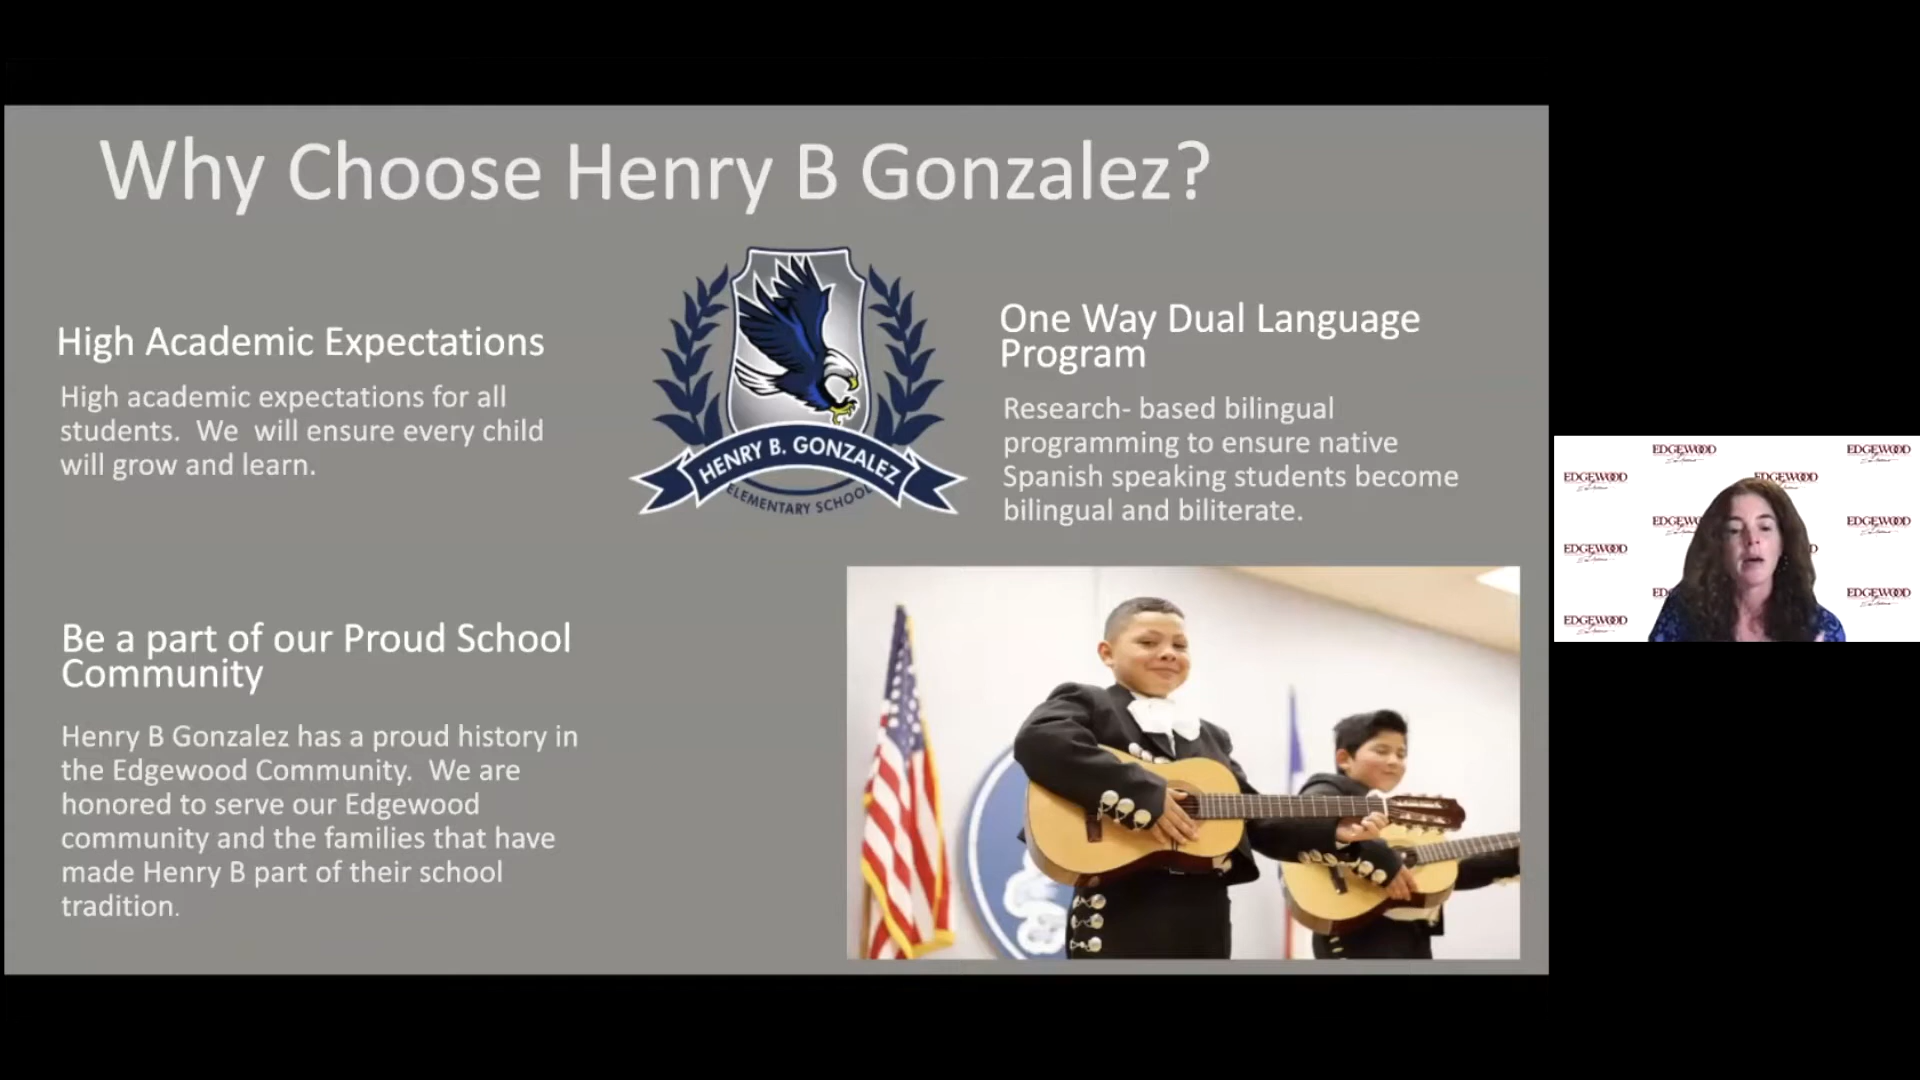 Why Choose Henry B Gonzalez?
High Academic Expectations
High academic expectations for all
students. We will ensure every child
will grow and learn.
HENRY B. GONZALEZ
ELEMENTARY SCHOOL
One Way Dual Language
Program
Research- based bilingual
programming to ensure native
Spanish speaking students become
bilingual and biliterate.
Be a part of our Proud School
Community
Henry B Gonzalez has a proud history in
the Edgewood Community. We are
honored to serve our Edgewood
community and the families that have
made Henry B part of their school
tradition.
EDGEWOOD
EDGEWOOD
EDGEWOOD
EDGEWOOD
EDGEW
EDGEWOOD
EDGEWOOD
D
ED
EDGEWOOD
EDGEWOOD